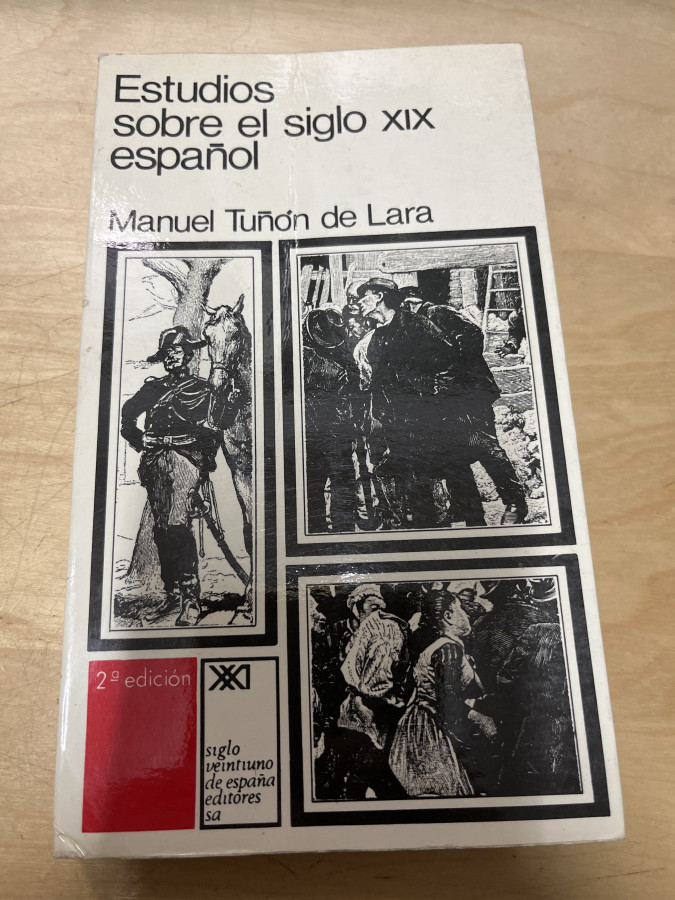 Estudios
sobre el siglo XIX
español
Manuel Tuñón de Lara
2ª edición
XXI
siglo
veintiuno
de españa
editores
sa